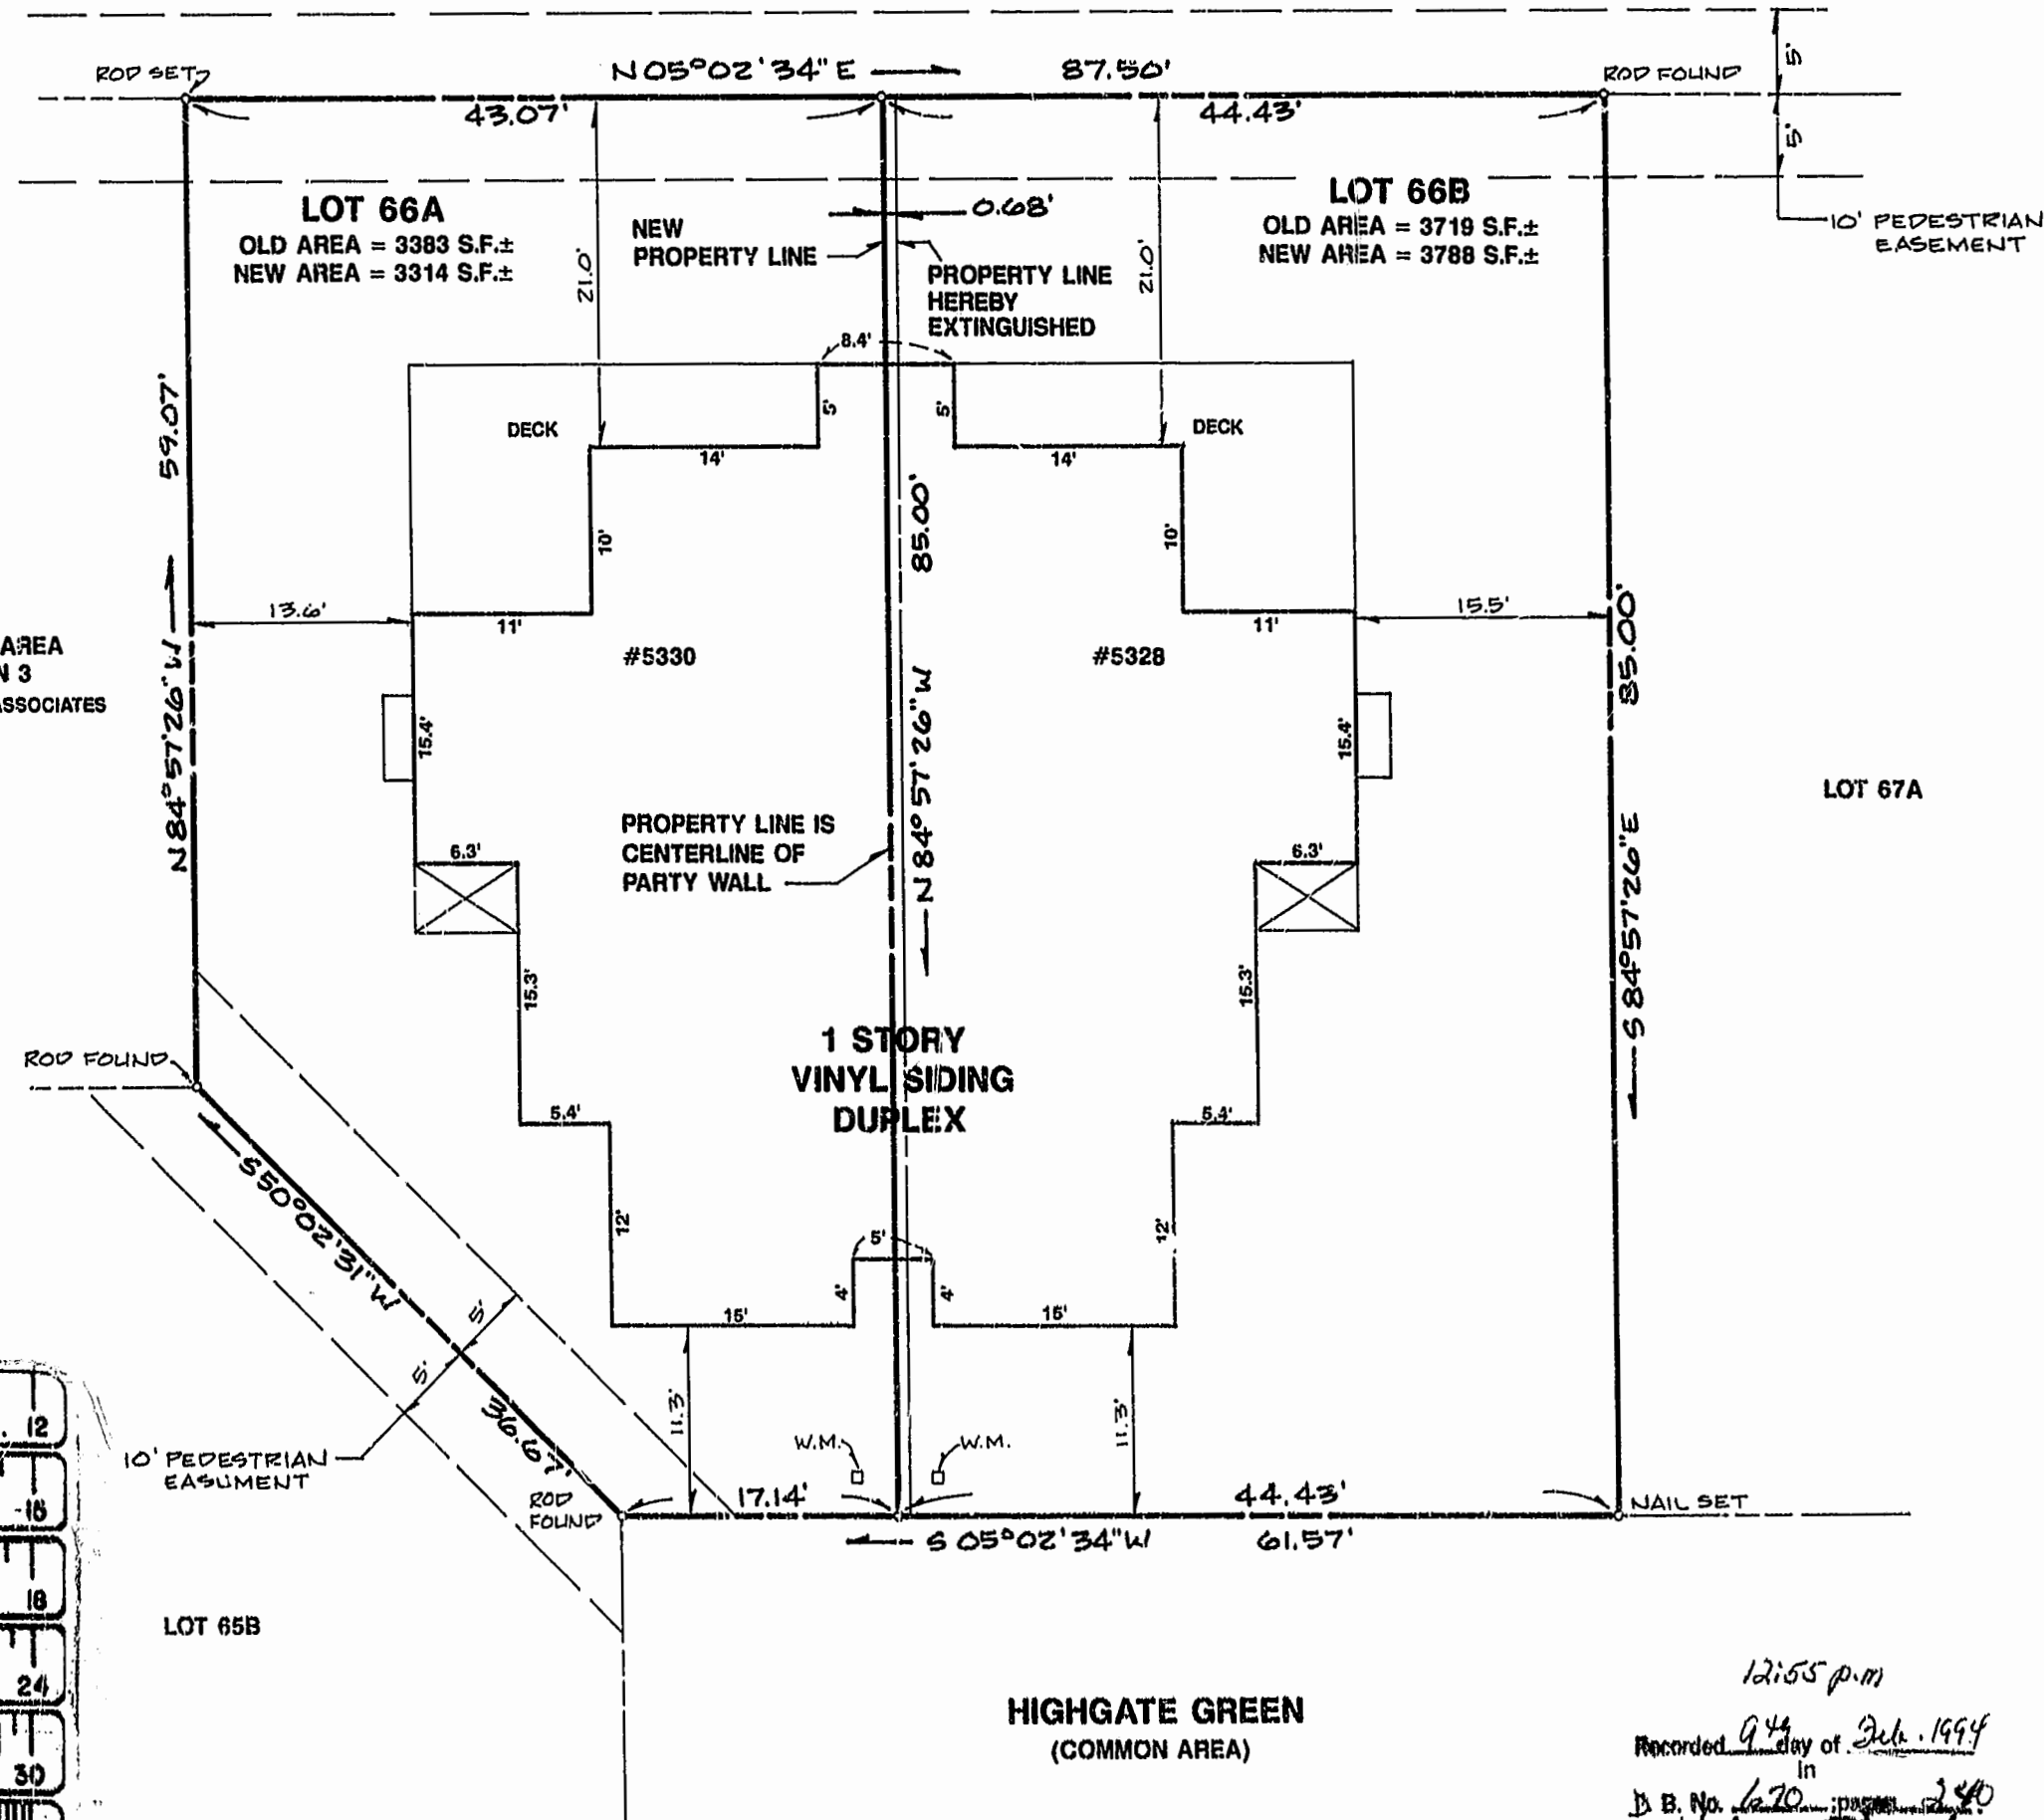 5'
5'
ROD SET
N 05°02'34" E
87.50'
ROD FOUND
43.07'
44.43'
LOT 66A
OLD AREA = 3383 S.F.±
NEW AREA = 3314 S.F.±
NEW
PROPERTY LINE
0.68'
LOT 66B
OLD AREA = 3719 S.F.±
NEW AREA = 3788 S.F.±
10' PEDESTRIAN
EASEMENT
PROPERTY LINE
HEREBY
EXTINGUISHED
21.0'
21.0'
8.4'
59.07'
N 84°57'26" W
DECK
5'
5'
DECK
14'
14'
85.00'
N 84°57'26" W
10'
10'
13.6'
11'
11'
15.5'
85.00'
S 84°57'26" E
AREA
N 3
ASSOCIATES
#5330
#5328
15.4'
15.4'
LOT 67A
PROPERTY LINE IS
CENTERLINE OF
PARTY WALL
6.3'
6.3'
15.3'
15.3'
1 STORY
VINYL SIDING
DUPLEX
ROD FOUND
5.4'
5.4'
S 50°02'31" W
36.67'
12'
12'
5'
4'
4'
15'
15'
5'
5'
11.3'
11.3'
10' PEDESTRIAN
EASUMENT
W.M.
W.M.
ROD
FOUND
17.14'
44.43'
NAIL SET
S 05°02'34" W
61.57'
12
16
18
24
30
LOT 65B
HIGHGATE GREEN
(COMMON AREA)
12:55 p.m
Recorded 9th day of Feb. 1994
in
D. B. No. 670 ; page 240